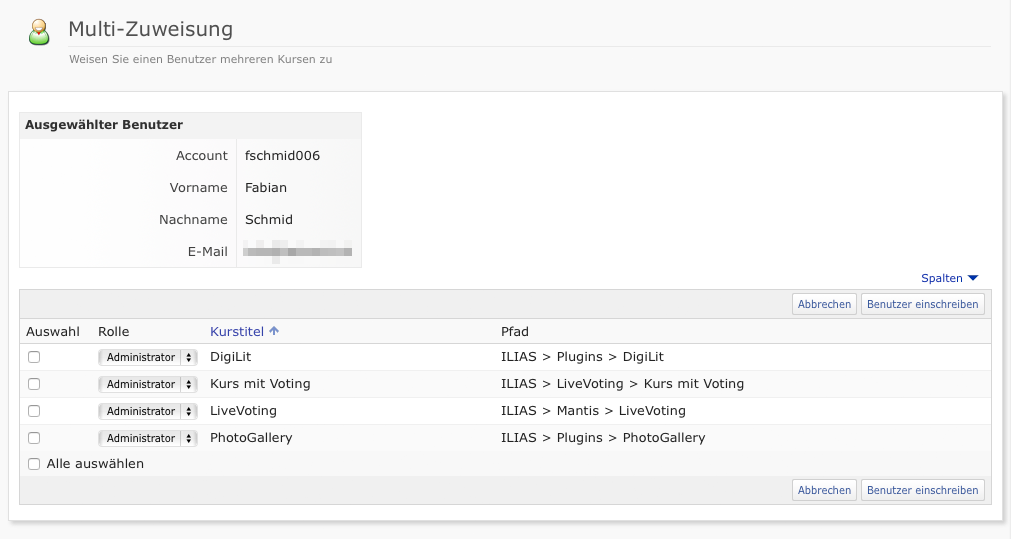 Multi-Zuweisung
Weisen Sie einen Benutzer mehreren Kursen zu
Ausgewählter Benutzer
Account fschmid006
Vorname Fabian
Nachname Schmid
E-Mail
Spalten
Abbrechen Benutzer einschreiben
Auswahl Rolle Kurstitel Pfad
Administrator DigiLit ILIAS > Plugins > DigiLit
Administrator Kurs mit Voting ILIAS > LiveVoting > Kurs mit Voting
Administrator LiveVoting ILIAS > Mantis > LiveVoting
Administrator PhotoGallery ILIAS > Plugins > PhotoGallery
Alle auswählen
Abbrechen Benutzer einschreiben